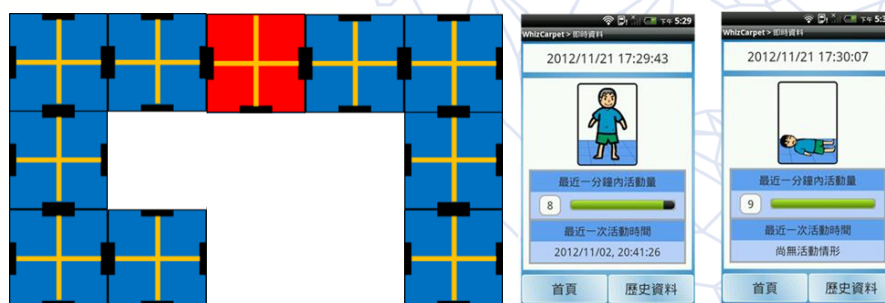 下午 5:29
WhizCarpet > 即時資料
2012/11/21 17:29:43
最近一分鐘內活動量
8
最近一次活動時間
2012/11/02, 20:41:26
首頁
歷史資料
下午 5:3
WhizCarpet > 即時資料
2012/11/21 17:30:07
最近一分鐘內活動量
9
最近一次活動時間
尚無活動情形
首頁
歷史資料